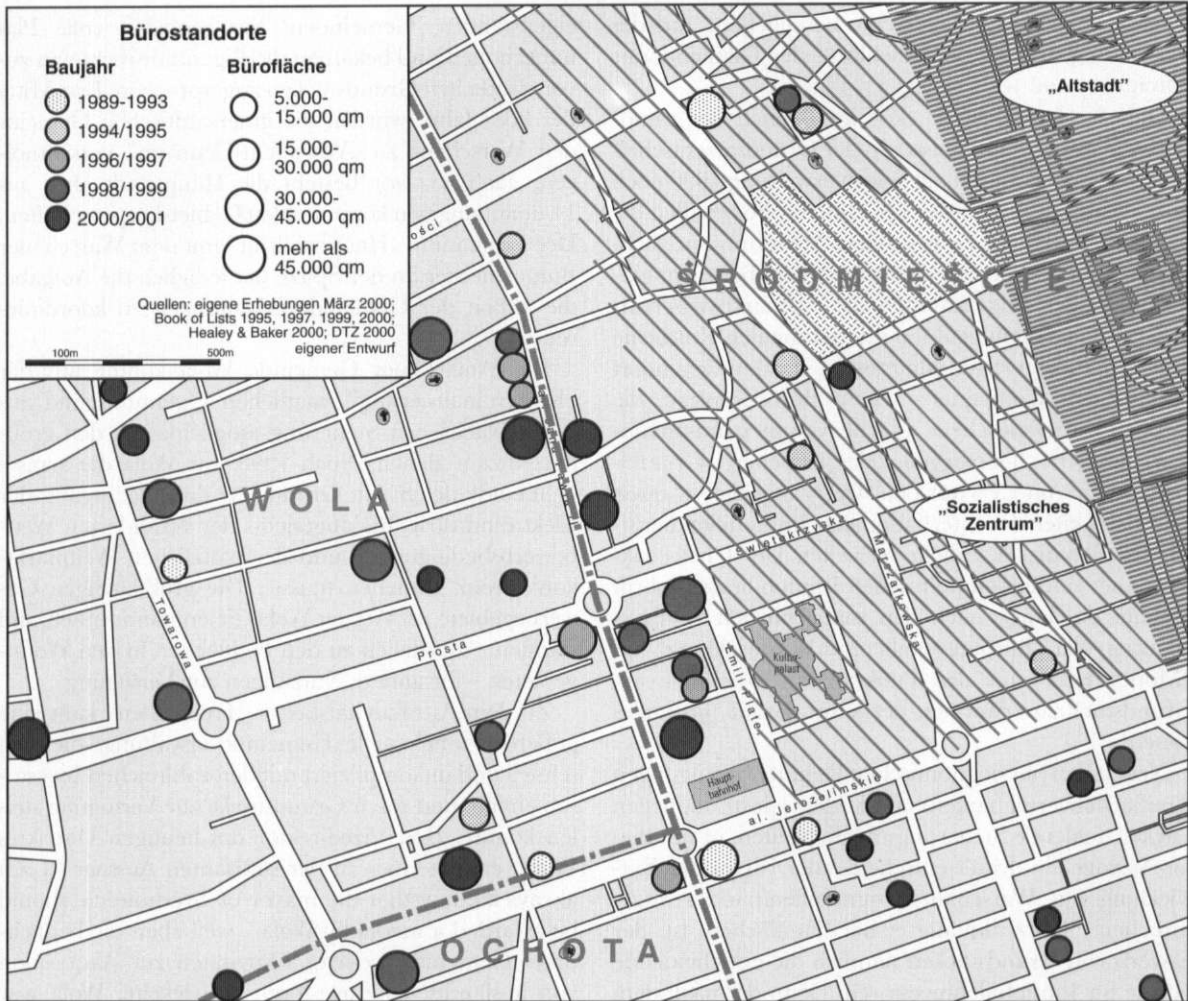 Bürostandorte
Baujahr
1989-1993
1994/1995
1996/1997
1998/1999
2000/2001
Bürofläche
5.000-
15.000 qm
15.000-
30.000 qm
30.000-
45.000 qm
mehr als
45.000 qm
Quellen: eigene Erhebungen März 2000;
Book of Lists 1995, 1997, 1999, 2000;
Healey & Baker 2000; DTZ 2000
eigener Entwurf
100m
500m
„Altstadt"
ości
ŚRÓDMIEŚCIE
WOLA
„Sozialistisches
Zentrum"
Świętokrzyska
Marszałkowska
Towarowa
Prosta
Emilii Plater
Kultur-
palast
Haupt-
bahnhof
al. Jerozolimskie
OCHOTA